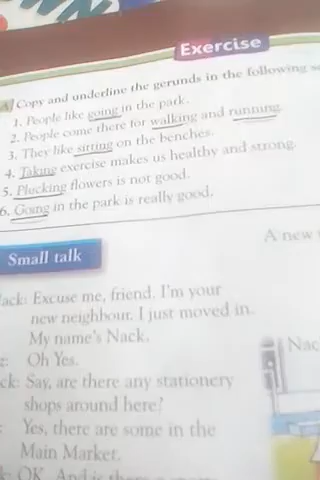 Exercise
A Copy and underline the gerunds in the following
1. People like going in the park.
2. People come there for walking and running.
3. They like sitting on the benches.
4. Taking exercise makes us healthy and strong.
5. Plucking flowers is not good.
6. Going in the park is really good.
A new
Small talk
Nack: Excuse me, friend. I'm your
new neighbour. I just moved in.
My name's Nack.
Oh Yes.
ck: Say, are there any stationery
shops around here?
: Yes, there are some in the
Main Market.
OK. And is there
Nac